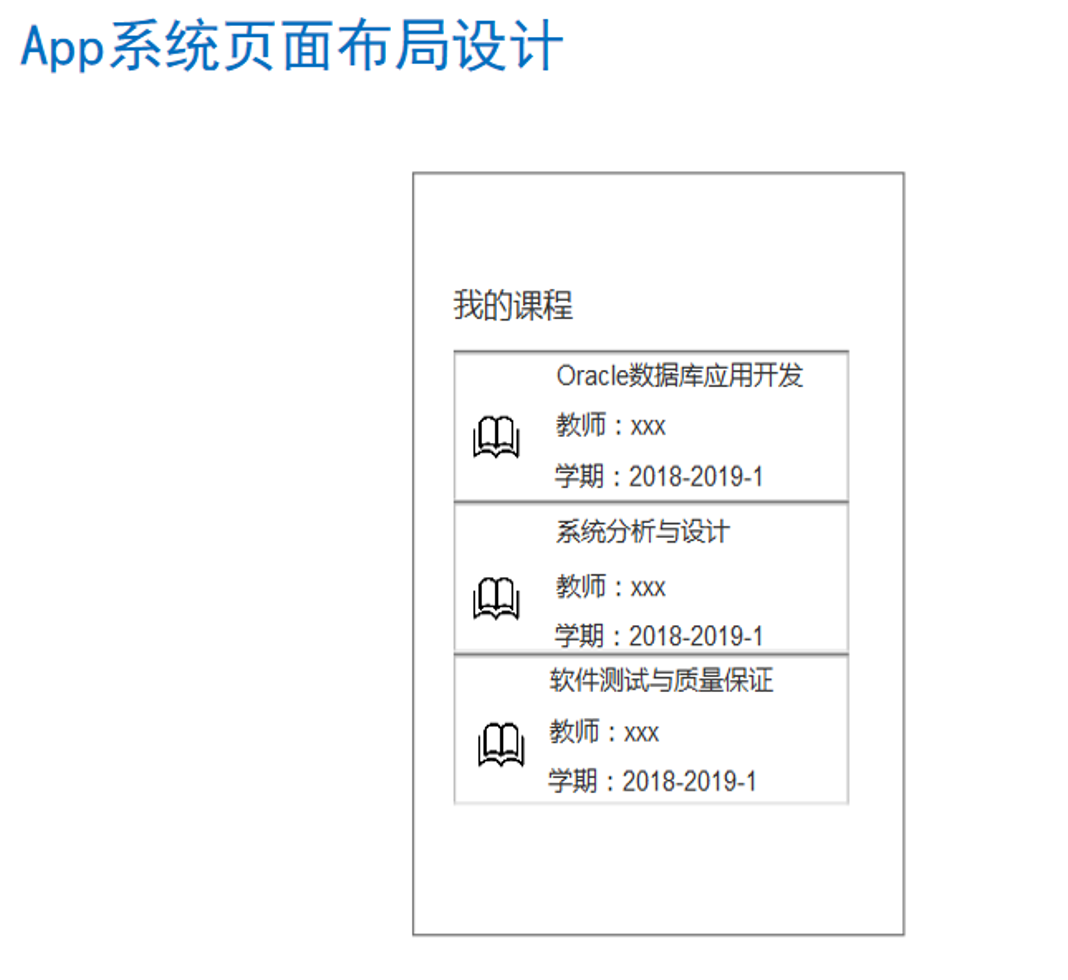 App系统页面布局设计
我的课程
Oracle数据库应用开发
教师：xxx
学期：2018-2019-1
系统分析与设计
教师：xxx
学期：2018-2019-1
软件测试与质量保证
教师：xxx
学期：2018-2019-1